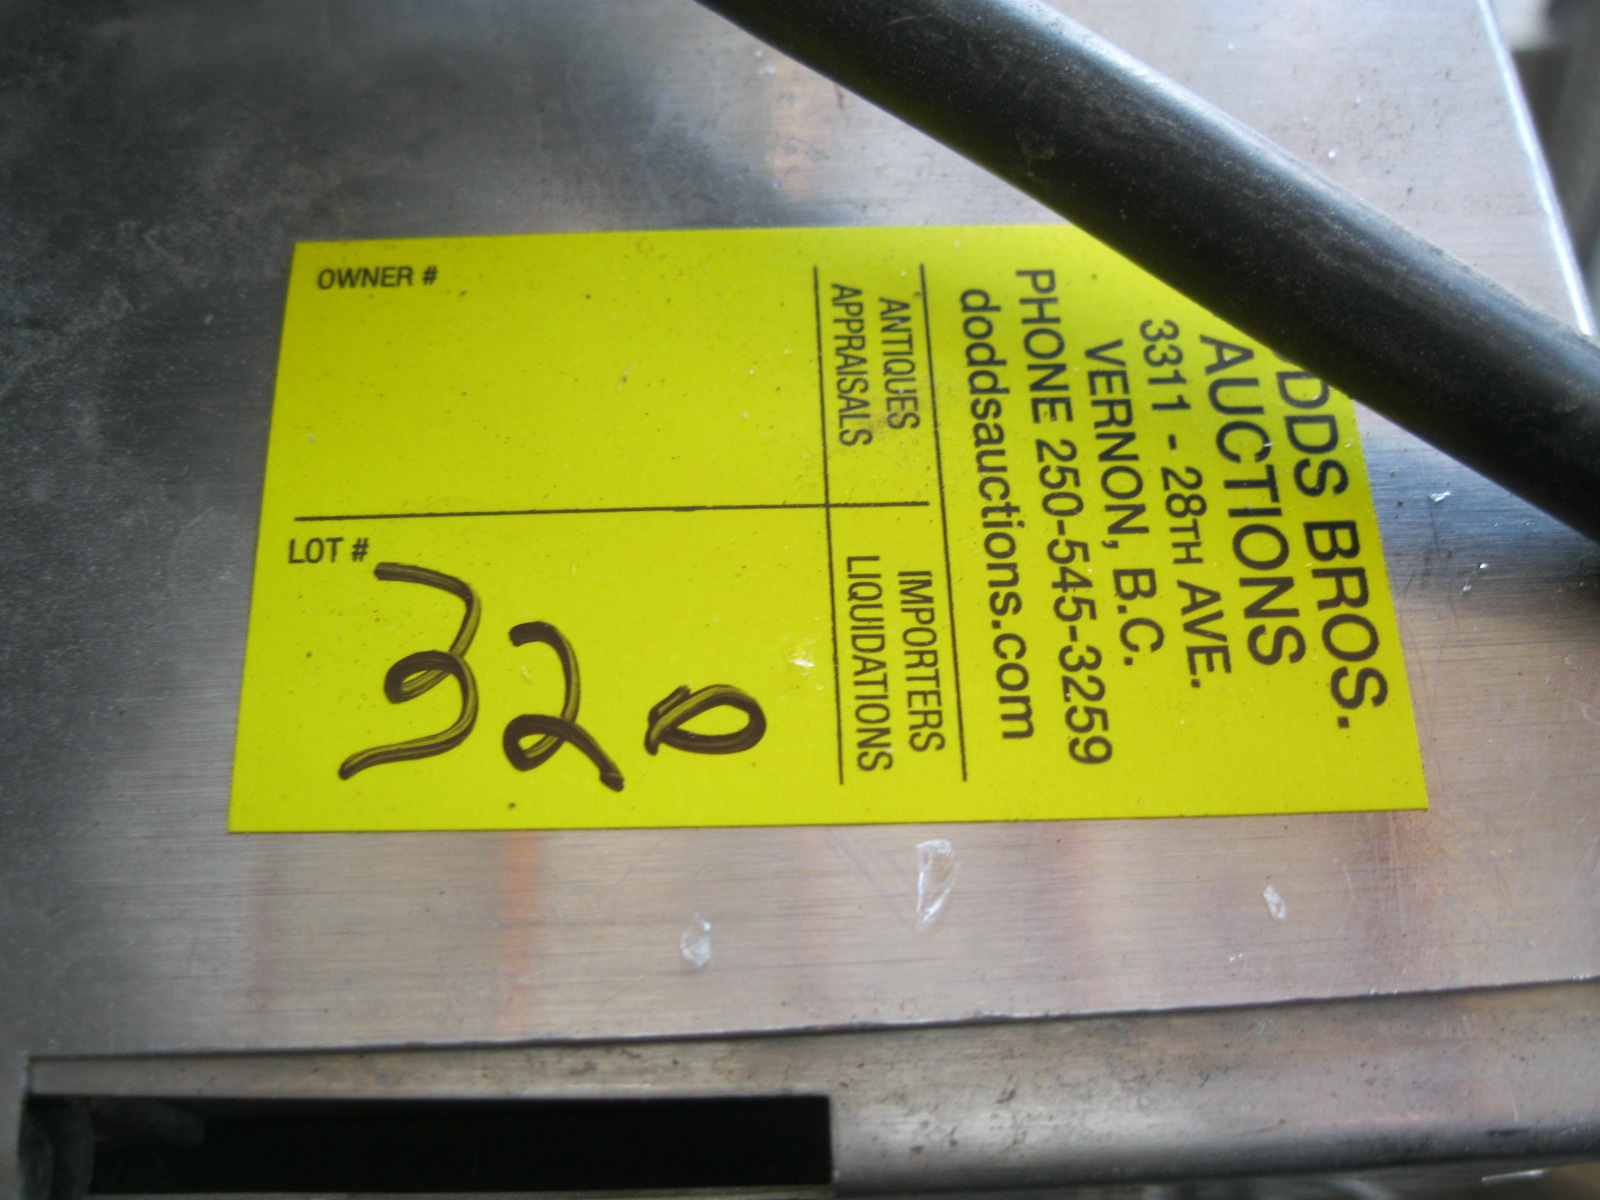 DDS BROS.
AUCTIONS
3311 - 28TH AVE.
VERNON, B.C.
PHONE 250-545-3259
doddsauctions.com
ANTIQUES IMPORTERS
APPRAISALS LIQUIDATIONS
OWNER #
LOT #
320